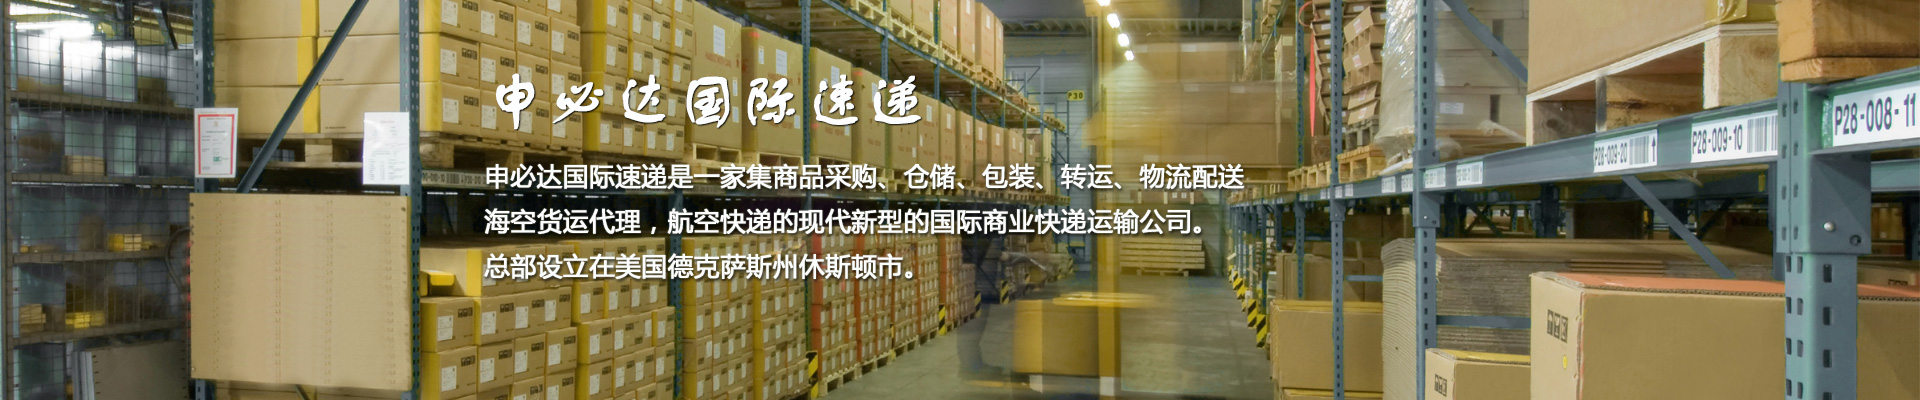 申必达国际速递
申必达国际速递是一家集商品采购、仓储、包装、转运、物流配送
海空货运代理，航空快递的现代新型的国际商业快递运输公司。
总部设立在美国德克萨斯州休斯顿市。
P30
P28-009-20
P28-009-10
P28-008-11